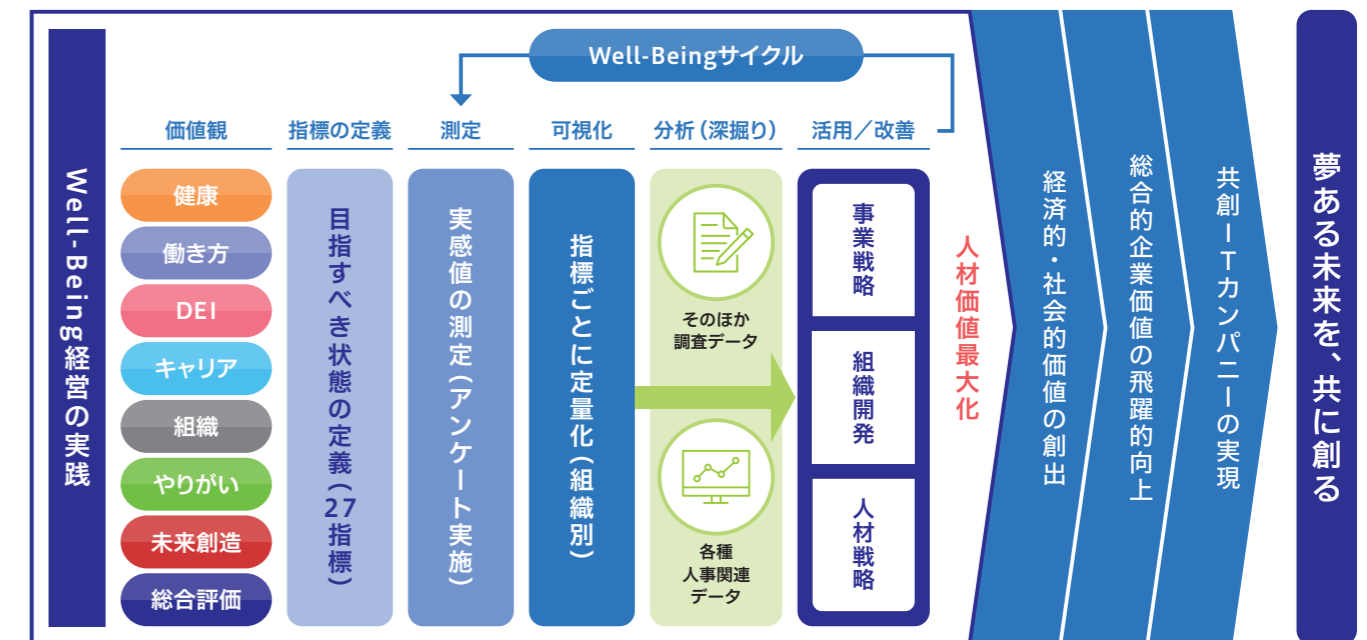 Well-Beingサイクル
Well-Being経営の実践
価値観
指標の定義
測定
可視化
分析（深掘り）
活用／改善
健康
働き方
DEI
キャリア
組織
やりがい
未来創造
総合評価
目指すべき状態の定義（27指標）
実感値の測定（アンケート実施）
指標ごとに定量化（組織別）
そのほか
調査データ
各種
人事関連
データ
事業戦略
組織開発
人材戦略
人材価値最大化
経済的・社会的価値の創出
総合的企業価値の飛躍的向上
共創ITカンパニーの実現
夢ある未来を、共に創る